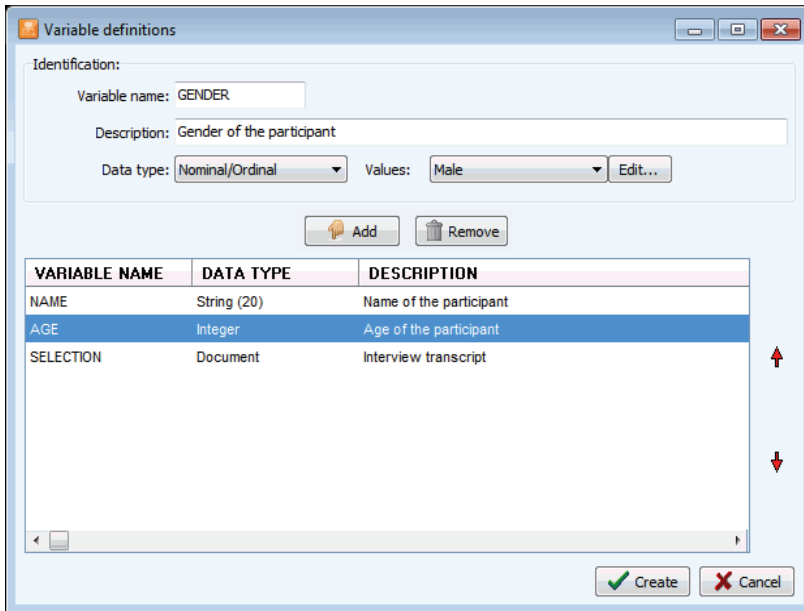 Variable definitions
Identification:
Variable name: GENDER
Description: Gender of the participant
Data type: Nominal/Ordinal Values: Male Edit...
Add Remove
VARIABLE NAME DATA TYPE DESCRIPTION
NAME String (20) Name of the participant
AGE Integer Age of the participant
SELECTION Document Interview transcript
Create Cancel